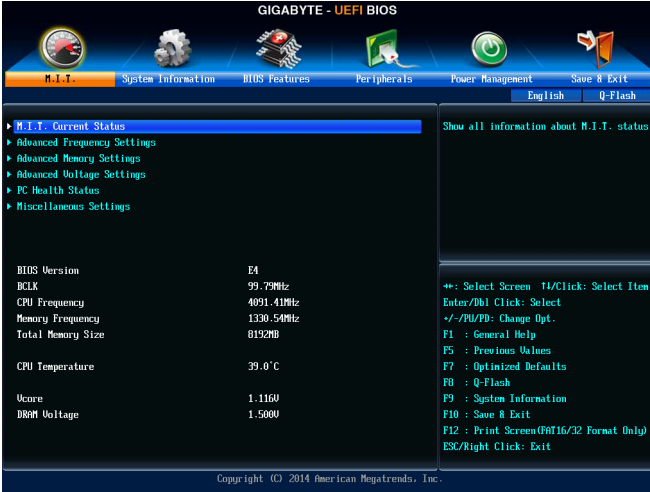 GIGABYTE - UEFI BIOS
M.I.T. System Information BIOS Features Peripherals Power Management Save & Exit
English Q-Flash
M.I.T. Current Status
Advanced Frequency Settings
Advanced Memory Settings
Advanced Voltage Settings
PC Health Status
Miscellaneous Settings
BIOS Version E4
BCLK 99.79MHz
CPU Frequency 4091.41MHz
Memory Frequency 1330.54MHz
Total Memory Size 8192MB
CPU Temperature 39.0°C
Vcore 1.116V
DRAM Voltage 1.500V
Show all information about M.I.T. status
→←: Select Screen ↑↓/Click: Select Item
Enter/Dbl Click: Select
+/-/PU/PD: Change Opt.
F1 : General Help
F5 : Previous Values
F7 : Optimized Defaults
F8 : Q-Flash
F9 : System Information
F10 : Save & Exit
F12 : Print Screen(FAT16/32 Format Only)
ESC/Right Click: Exit
Copyright (C) 2014 American Megatrends, Inc.